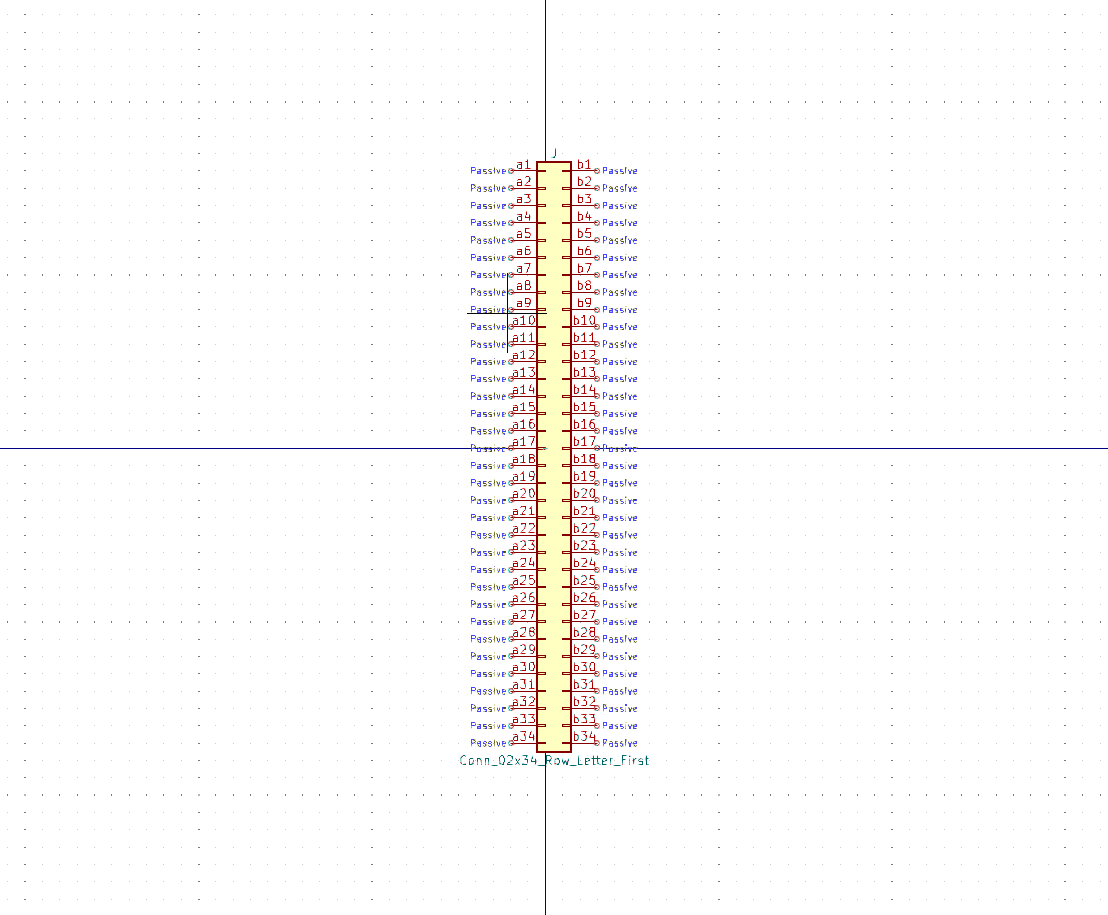 J
Passive a1 b1 Passive
Passive a2 b2 Passive
Passive a3 b3 Passive
Passive a4 b4 Passive
Passive a5 b5 Passive
Passive a6 b6 Passive
Passive a7 b7 Passive
Passive a8 b8 Passive
Passive a9 b9 Passive
Passive a10 b10 Passive
Passive a11 b11 Passive
Passive a12 b12 Passive
Passive a13 b13 Passive
Passive a14 b14 Passive
Passive a15 b15 Passive
Passive a16 b16 Passive
Passive a17 b17 Passive
Passive a18 b18 Passive
Passive a19 b19 Passive
Passive a20 b20 Passive
Passive a21 b21 Passive
Passive a22 b22 Passive
Passive a23 b23 Passive
Passive a24 b24 Passive
Passive a25 b25 Passive
Passive a26 b26 Passive
Passive a27 b27 Passive
Passive a28 b28 Passive
Passive a29 b29 Passive
Passive a30 b30 Passive
Passive a31 b31 Passive
Passive a32 b32 Passive
Passive a33 b33 Passive
Passive a34 b34 Passive
Conn_02x34_Row_Letter_First